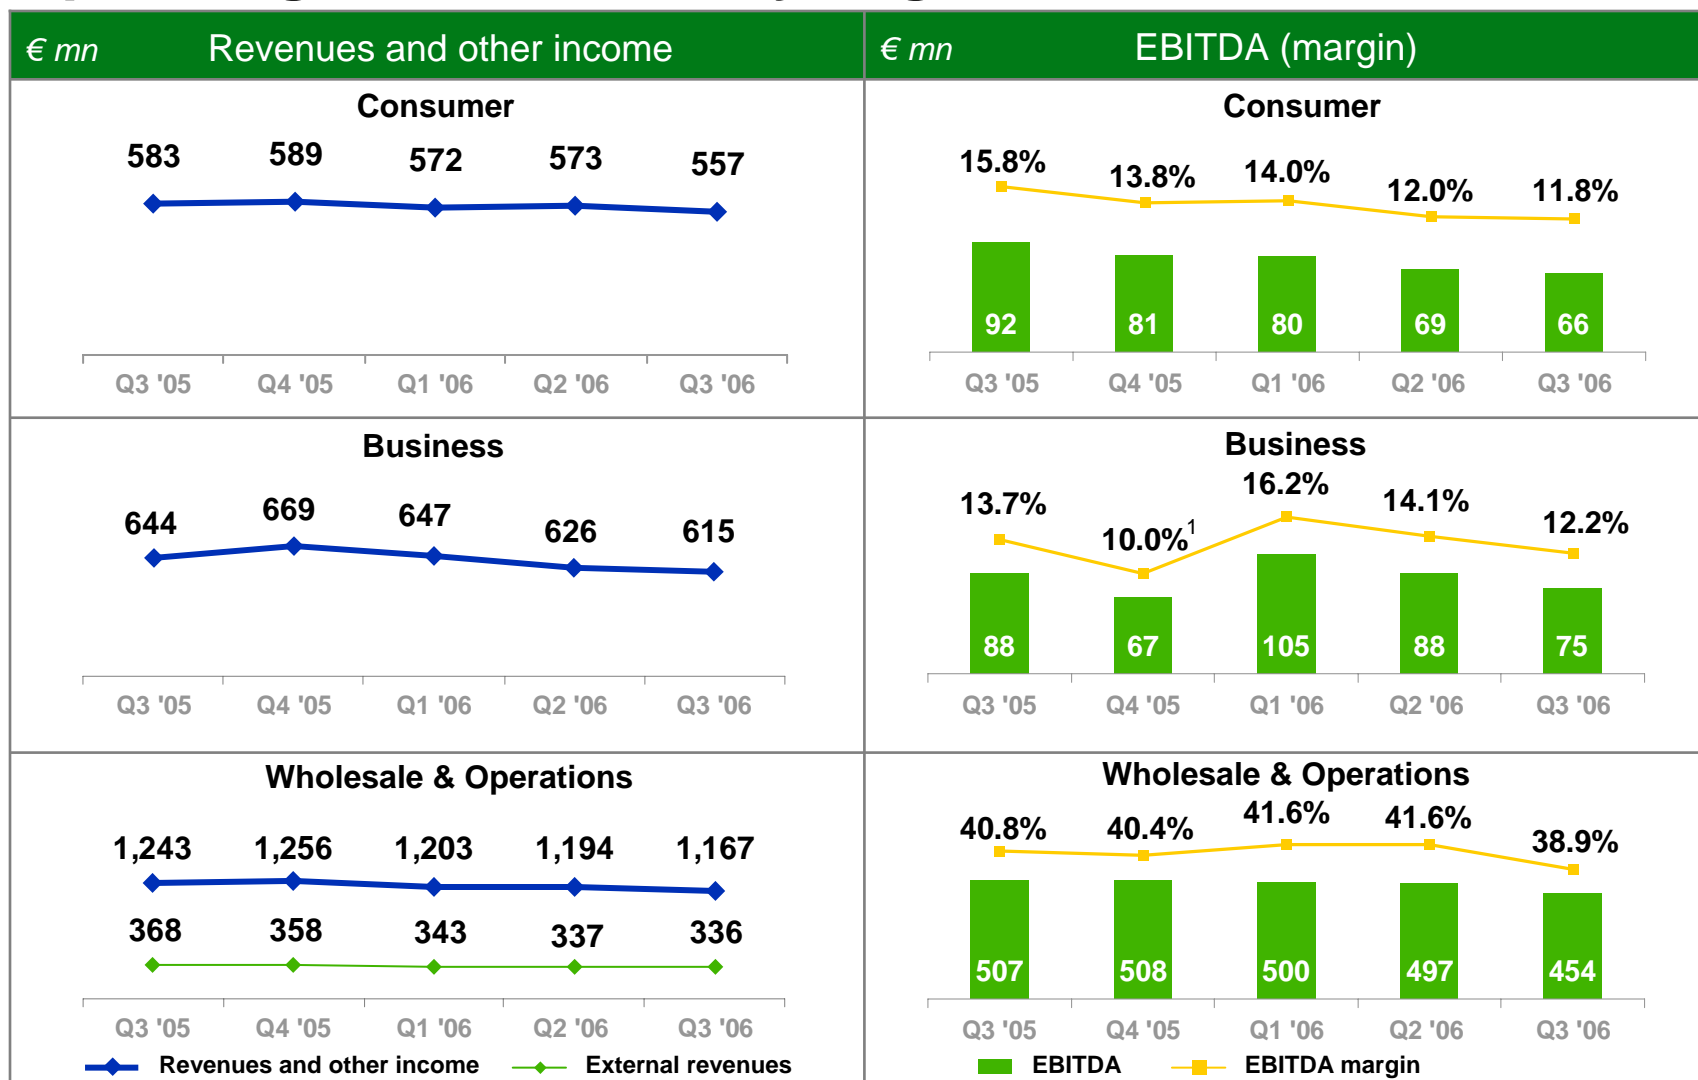 € mn Revenues and other income
€ mn EBITDA (margin)
Consumer
583 589 572 573 557
Q3 '05 Q4 '05 Q1 '06 Q2 '06 Q3 '06
Consumer
15.8% 13.8% 14.0% 12.0% 11.8%
92 81 80 69 66
Q3 '05 Q4 '05 Q1 '06 Q2 '06 Q3 '06
Business
644 669 647 626 615
Q3 '05 Q4 '05 Q1 '06 Q2 '06 Q3 '06
Business
13.7% 10.0%1 16.2% 14.1% 12.2%
88 67 105 88 75
Q3 '05 Q4 '05 Q1 '06 Q2 '06 Q3 '06
Wholesale & Operations
1,243 1,256 1,203 1,194 1,167
368 358 343 337 336
Q3 '05 Q4 '05 Q1 '06 Q2 '06 Q3 '06
Revenues and other income External revenues
Wholesale & Operations
40.8% 40.4% 41.6% 41.6% 38.9%
507 508 500 497 454
Q3 '05 Q4 '05 Q1 '06 Q2 '06 Q3 '06
EBITDA EBITDA margin